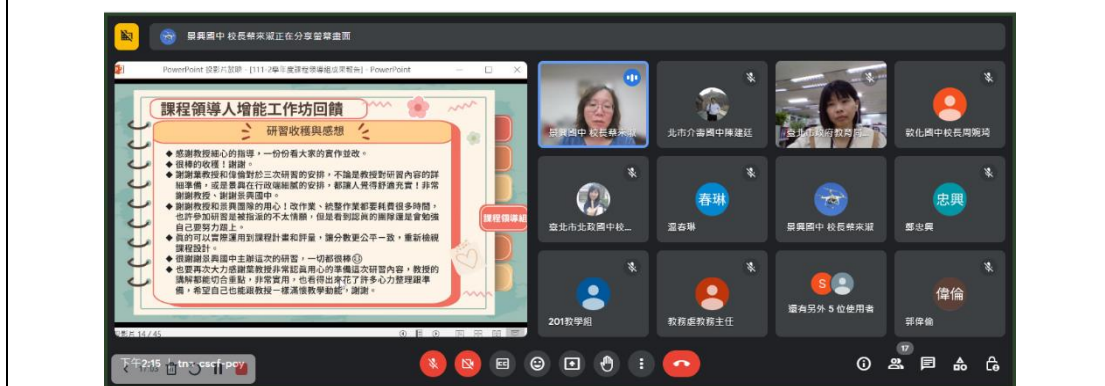 景興國中 校長蔡來淑正在分享螢幕畫面
PowerPoint 投影片放映 - [111-2學年度課程領導組成果報告] - PowerPoint
課程領導人增能工作坊回饋
研習收穫與感想
◆ 感謝教授細心的指導，一份份看大家的實作並改。
◆ 很棒的收穫！謝謝。
◆ 謝謝葉教授和偉倫對於三次研習的安排，不論是教授對研習內容的詳
細準備，或是景興在行政端細膩的安排，都讓人覺得舒適充實！非常
謝謝教授、謝謝景興國中。
◆ 謝謝教授和景興團隊的用心！改作業、統整作業都要耗費很多時間，
也許參加研習是被指派的不太情願，但是看到認真的團隊還是會勉強
自己要努力跟上。
◆ 真的可以實際運用到課程計畫和評量，讓分數更公平一致，重新檢視
課程設計。
◆ 很謝謝景興國中主辦這次的研習，一切都很棒
◆ 也要再次大力感謝葉教授非常認真用心的準備這次研習內容，教授的
講解都能切合重點，非常實用，也看得出來花了許多心力整理跟準
備，希望自己也能跟教授一樣滿懷教學動能，謝謝。
課程領導組
投影片 14 / 45
景興國中 校長蔡來淑
北市介壽國中陳建廷
臺北市政府教育局
敦化國中校長周婉琦
臺北市北政國中校...
春琳
溫春琳
景興國中 校長蔡來淑
忠興
鄭忠興
201教學組
教務處教務主任
S
還有另外 5 位使用者
偉倫
郭偉倫
下午2:15
17